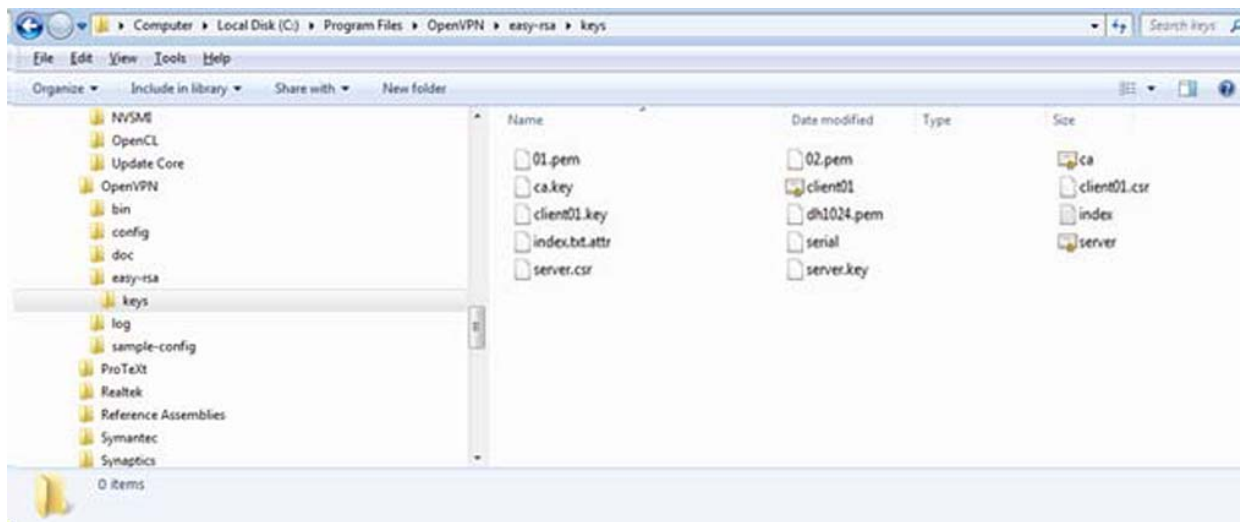 Computer ▸ Local Disk (C:) ▸ Program Files ▸ OpenVPN ▸ easy-rsa ▸ keys Search keys
File Edit View Tools Help
Organize Include in library Share with New folder
NVSMI
OpenCL
Update Core
OpenVPN
bin
config
doc
easy-rsa
keys
log
sample-config
ProTeXt
Realtek
Reference Assemblies
Symantec
Synaptics
Name Date modified Type Size
01.pem 02.pem ca
ca.key client01 client01.csr
client01.key dh1024.pem index
index.txt.attr serial server
server.csr server.key
0 items